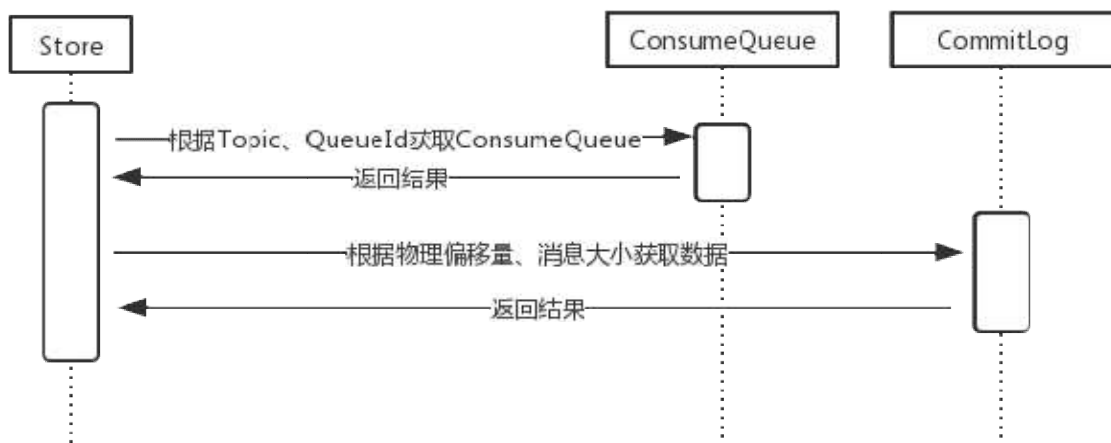 Store
ConsumeQueue
CommitLog
根据Topic、QueueId获取ConsumeQueue
返回结果
根据物理偏移量、消息大小获取数据
返回结果